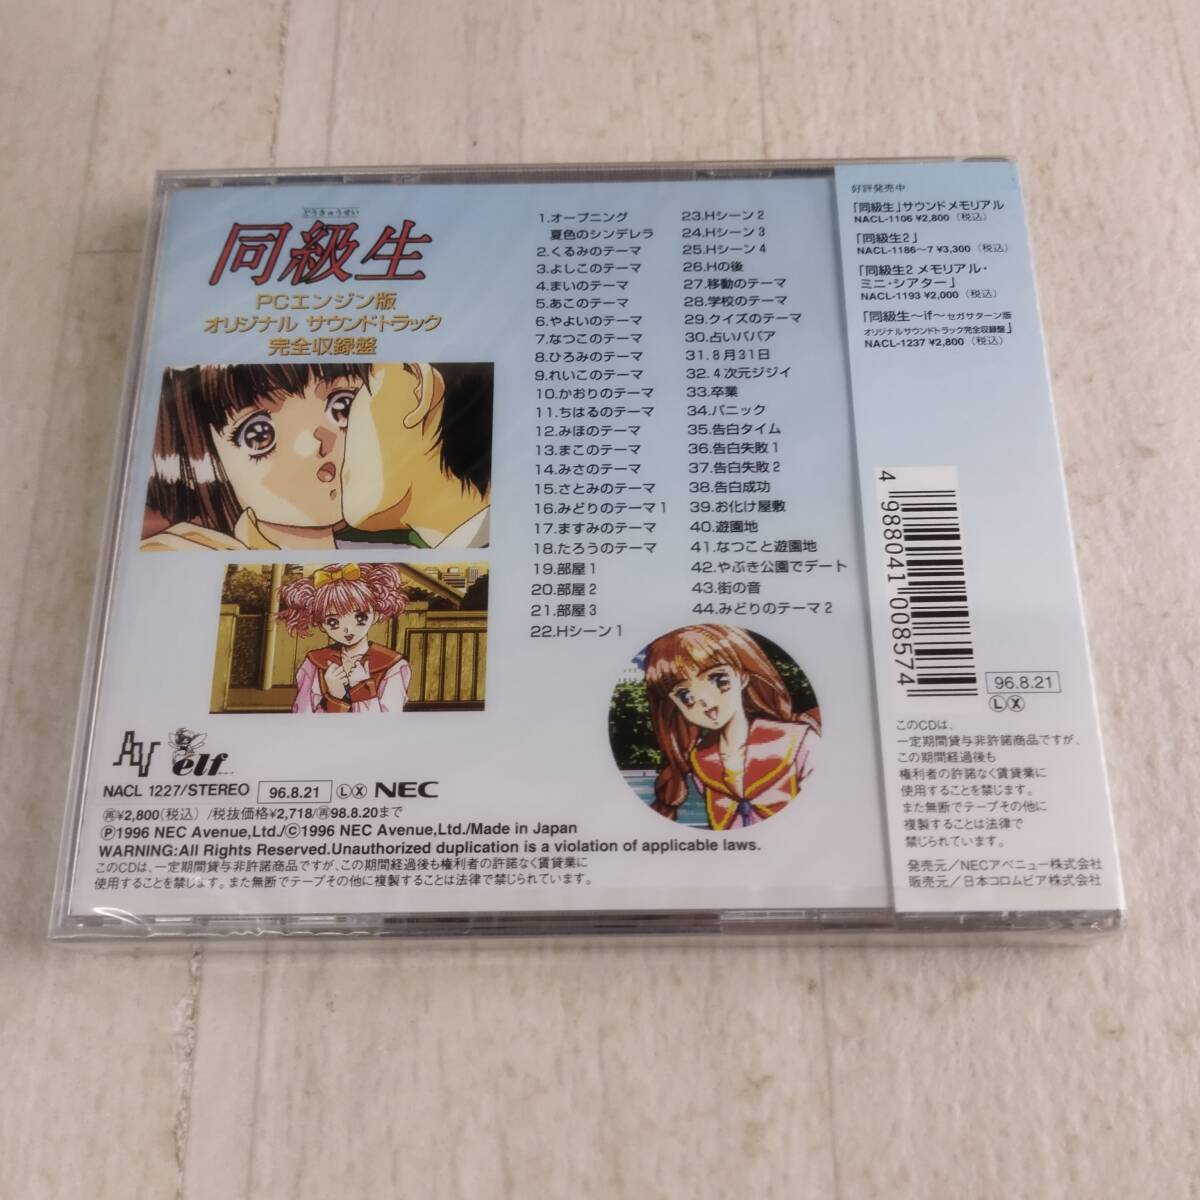 どうきゅうせい
同級生
PCエンジン版
オリジナル サウンドトラック
完全収録盤
1.オープニング
夏色のシンデレラ
2.くるみのテーマ
3.よしこのテーマ
4.まいのテーマ
5.あこのテーマ
6.やよいのテーマ
7.なつこのテーマ
8.ひろみのテーマ
9.れいこのテーマ
10.かおりのテーマ
11.ちはるのテーマ
12.みほのテーマ
13.まこのテーマ
14.みさのテーマ
15.さとみのテーマ
16.みどりのテーマ1
17.ますみのテーマ
18.たろうのテーマ
19.部屋1
20.部屋2
21.部屋3
22.Hシーン1
23.Hシーン2
24.Hシーン3
25.Hシーン4
26.Hの後
27.移動のテーマ
28.学校のテーマ
29.クイズのテーマ
30.占いババア
31.8月31日
32.4次元ジジイ
33.卒業
34.パニック
35.告白タイム
36.告白失敗1
37.告白失敗2
38.告白成功
39.お化け屋敷
40.遊園地
41.なつこと遊園地
42.やぶき公園でデート
43.街の音
44.みどりのテーマ2
AV elf
NACL 1227/STEREO 96.8.21 Ⓛ Ⓧ NEC
再¥2,800(税込)/税抜価格¥2,718/再98.8.20まで
Ⓟ1996 NEC Avenue,Ltd./Ⓒ1996 NEC Avenue,Ltd./Made in Japan
WARNING:All Rights Reserved.Unauthorized duplication is a violation of applicable laws.
このCDは、一定期間貸与非許諾商品ですが、この期間経過後も権利者の許諾なく賃貸業に
使用することを禁じます。また無断でテープその他に複製することは法律で禁じられています。
好評発売中
「同級生」サウンドメモリアル
NACL-1106 ¥2,800(税込)
「同級生2」
NACL-1186〜7 ¥3,300(税込)
「同級生2 メモリアル・
ミニ・シアター」
NACL-1193 ¥2,000(税込)
「同級生〜if〜セガサターン版
オリジナルサウンドトラック完全収録盤」
NACL-1237 ¥2,800(税込)
4 988041 008574
96.8.21
Ⓛ Ⓧ
このCDは、
一定期間貸与非許諾商品ですが、
この期間経過後も
権利者の許諾なく賃貸業に
使用することを禁じます。
また無断でテープその他に
複製することは法律で
禁じられています。
発売元/NECアベニュー株式会社
販売元/日本コロムビア株式会社